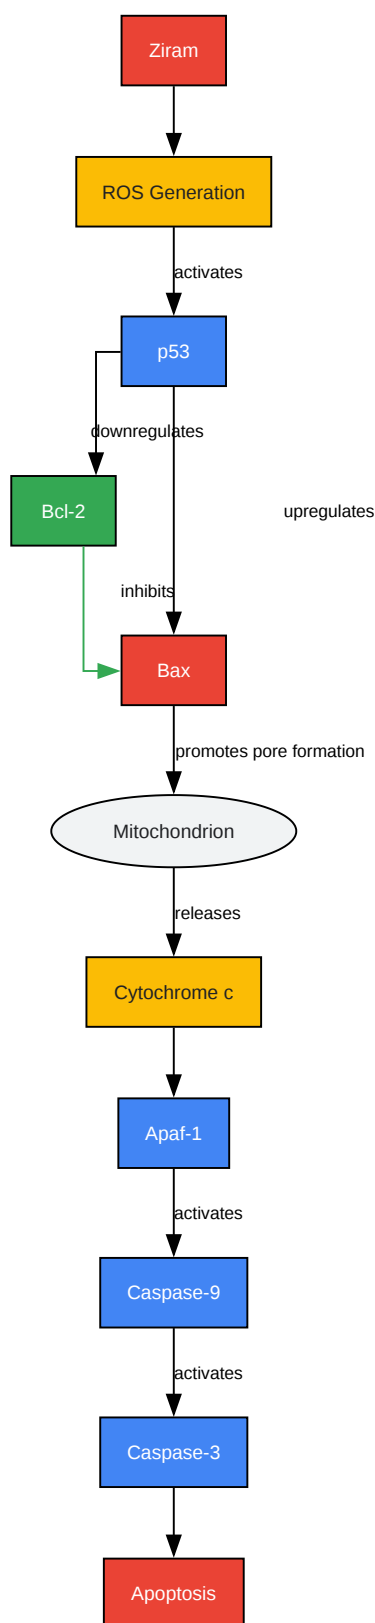 Ziram
ROS Generation
activates
p53
downregulates
Bcl-2
upregulates
inhibits
Bax
promotes pore formation
Mitochondrion
releases
Cytochrome c
Apaf-1
activates
Caspase-9
activates
Caspase-3
Apoptosis